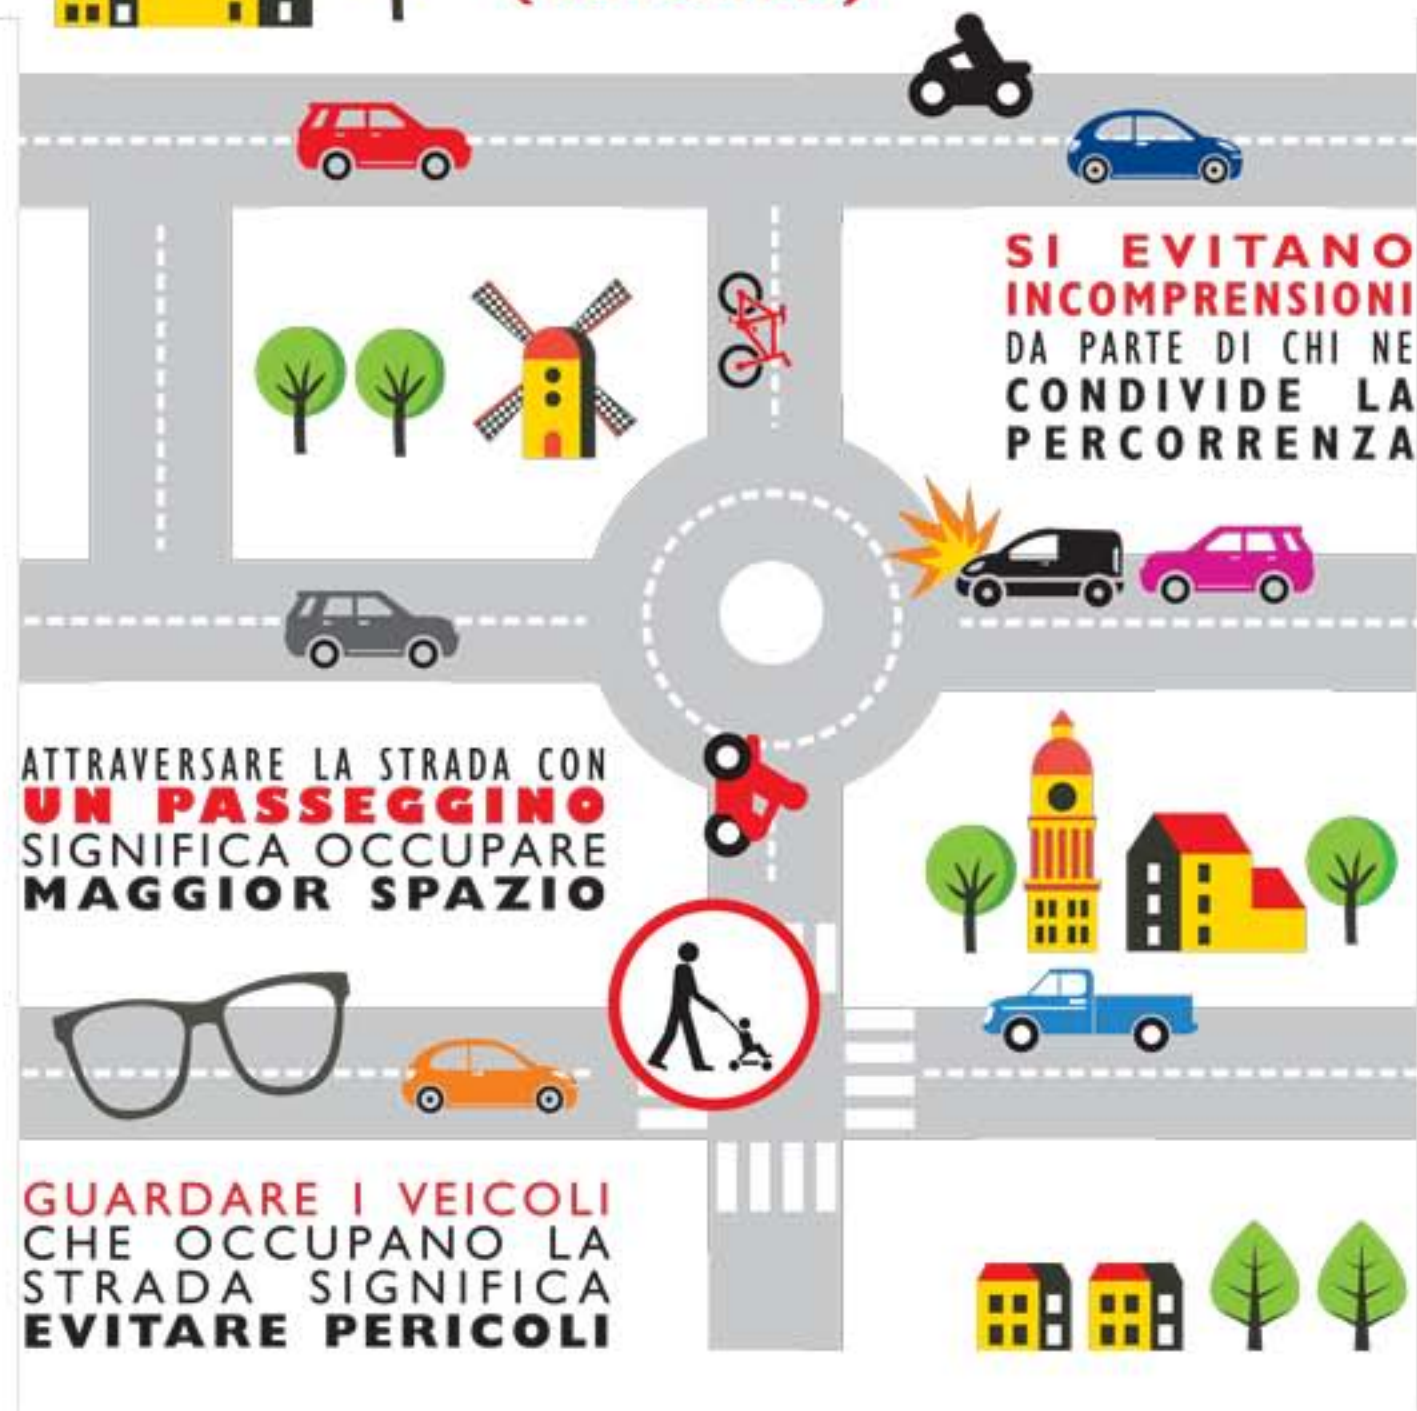 SI EVITANO
INCOMPRENSIONI
DA PARTE DI CHI NE
CONDIVIDE LA
PERCORRENZA
ATTRAVERSARE LA STRADA CON
UN PASSEGGINO
SIGNIFICA OCCUPARE
MAGGIOR SPAZIO
GUARDARE I VEICOLI
CHE OCCUPANO LA
STRADA SIGNIFICA
EVITARE PERICOLI